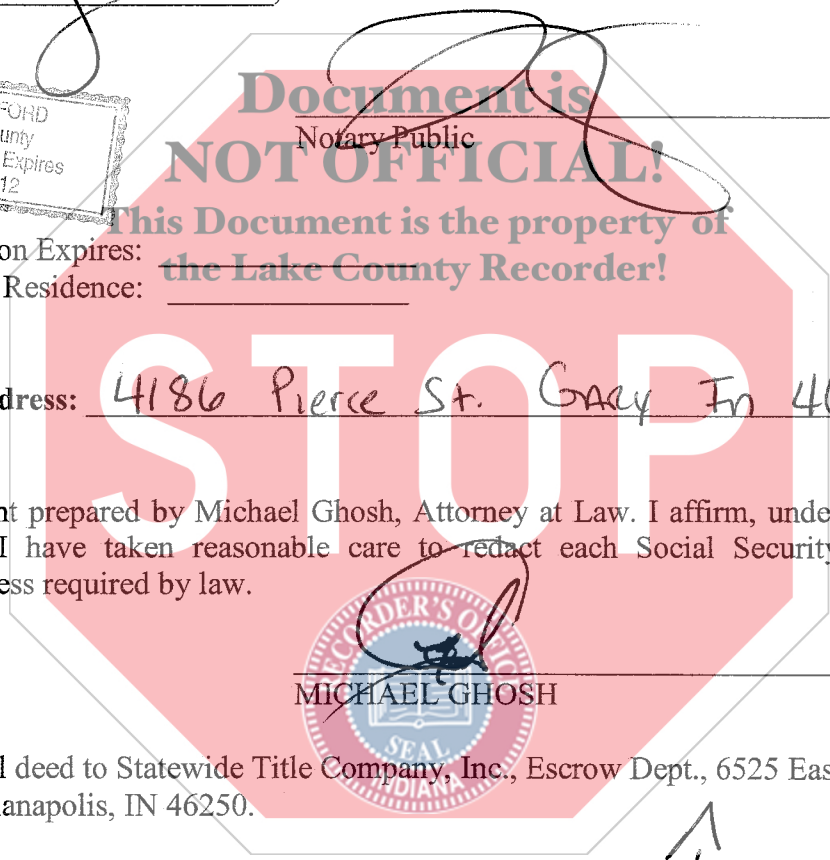 Document is
FORD
unty
Expires
12
Notary Public
NOT OFFICIAL!
This Document is the property of
on Expires:
the Lake County Recorder!
Residence:
dress: 4186 Pierce St. Gary In 4
STOP
nt prepared by Michael Ghosh, Attorney at Law. I affirm, unde
I have taken reasonable care to redact each Social Security
ess required by law.
RECORDER'S OF
MICHAEL GHOSH
SEAL
INDIANA
l deed to Statewide Title Company, Inc., Escrow Dept., 6525 Eas
anapolis, IN 46250.